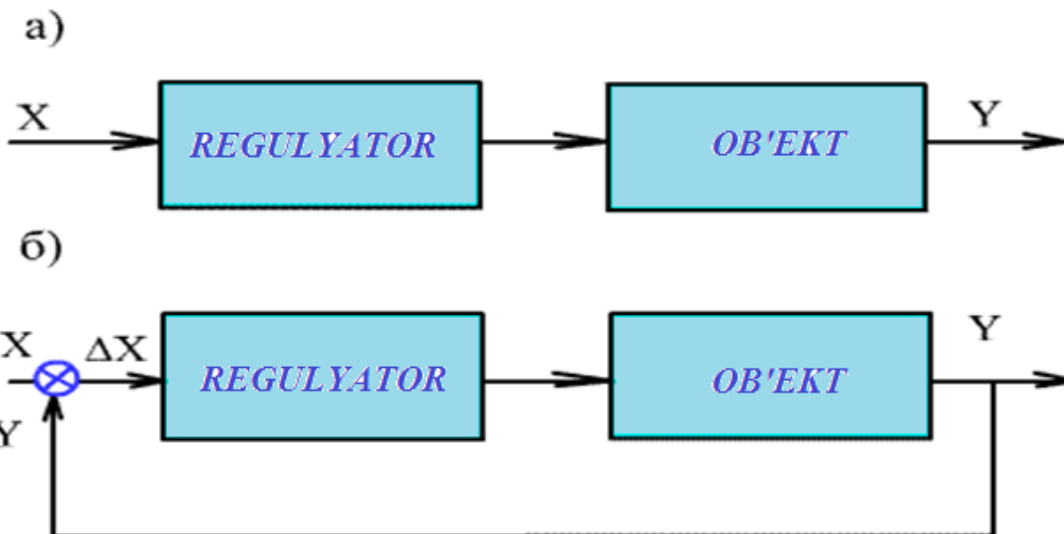 а)
X
REGULYATOR
OB'EKT
Y
б)
X
ΔX
REGULYATOR
OB'EKT
Y
Y